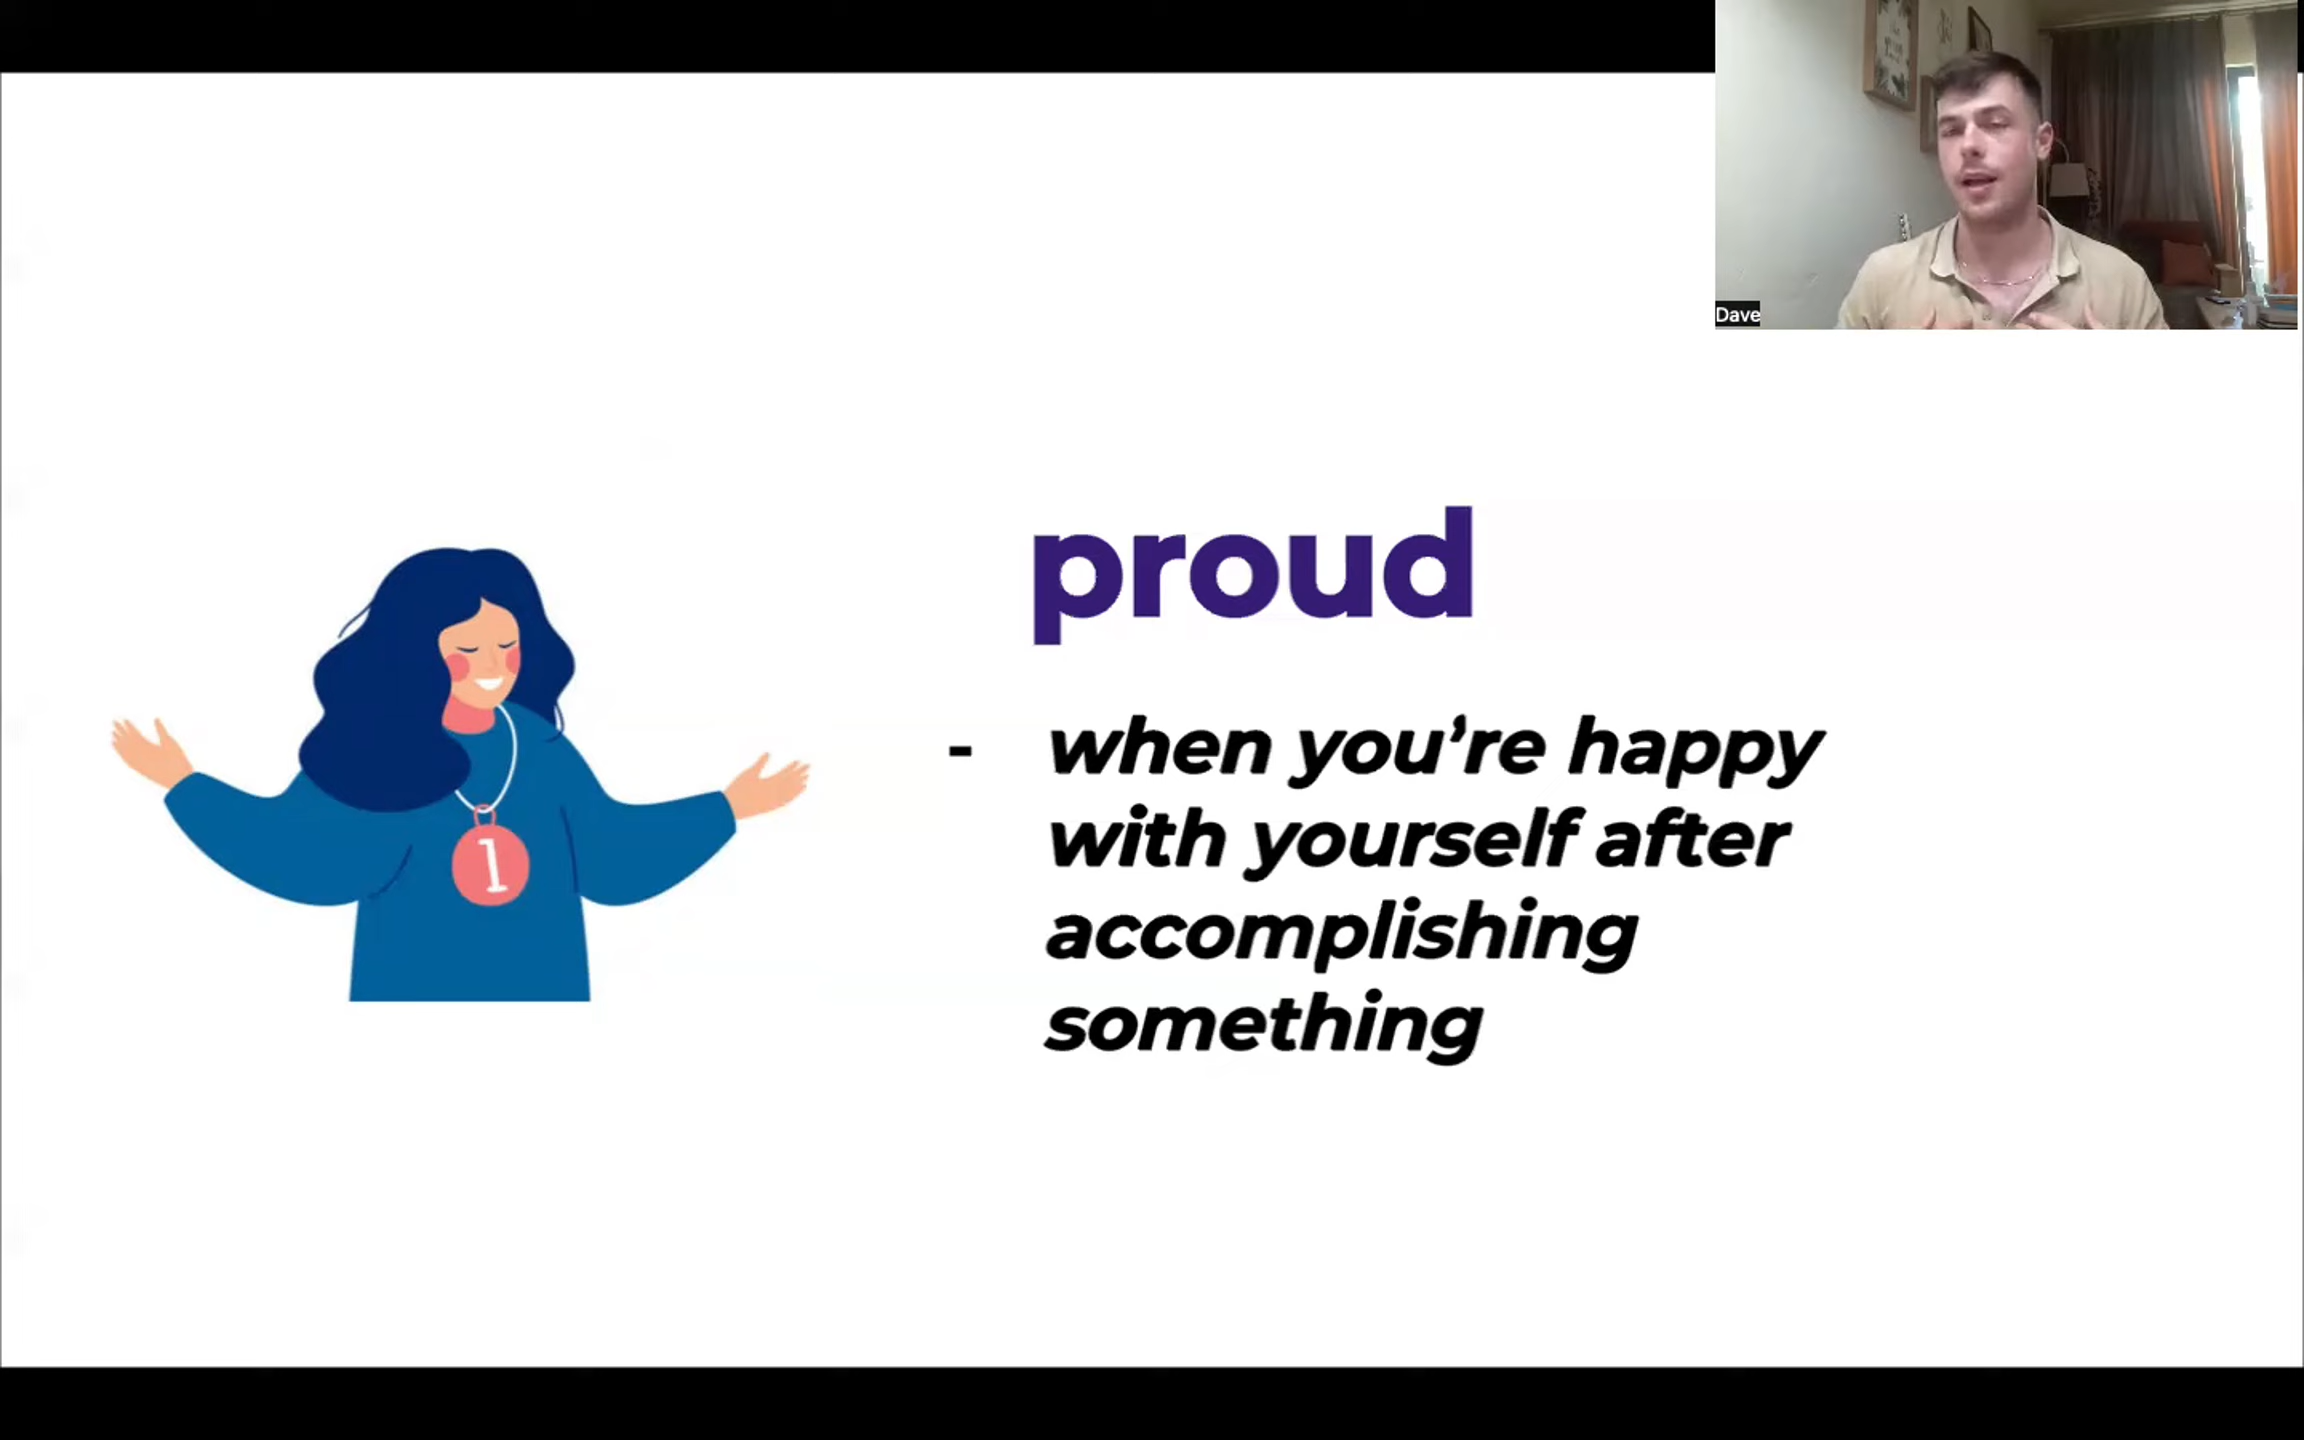 Dave
proud
- when you’re happy
with yourself after
accomplishing
something
1